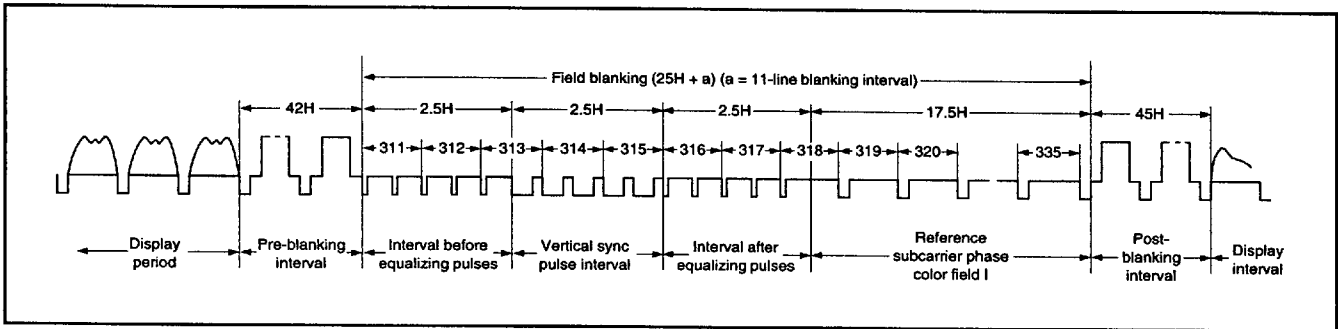 Field blanking (25H + a) (a = 11-line blanking interval)
42H 2.5H 2.5H 2.5H 17.5H 45H
311 312 313 314 315 316 317 318 319 320 335
Display period
Pre-blanking interval
Interval before equalizing pulses
Vertical sync pulse interval
Interval after equalizing pulses
Reference subcarrier phase color field I
Post-blanking interval
Display interval